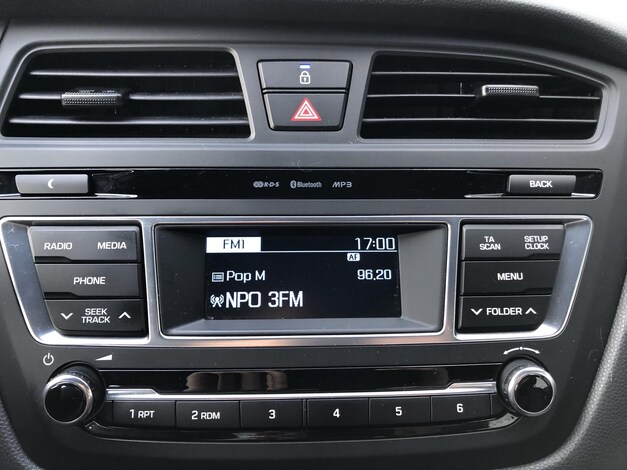 R·D·S Bluetooth MP3
BACK
RADIO MEDIA
PHONE
SEEK
TRACK
FM1 17:00
AF
Pop M 96.20
NPO 3FM
TA
SCAN
SETUP
CLOCK
MENU
FOLDER
1 RPT 2 RDM 3 4 5 6